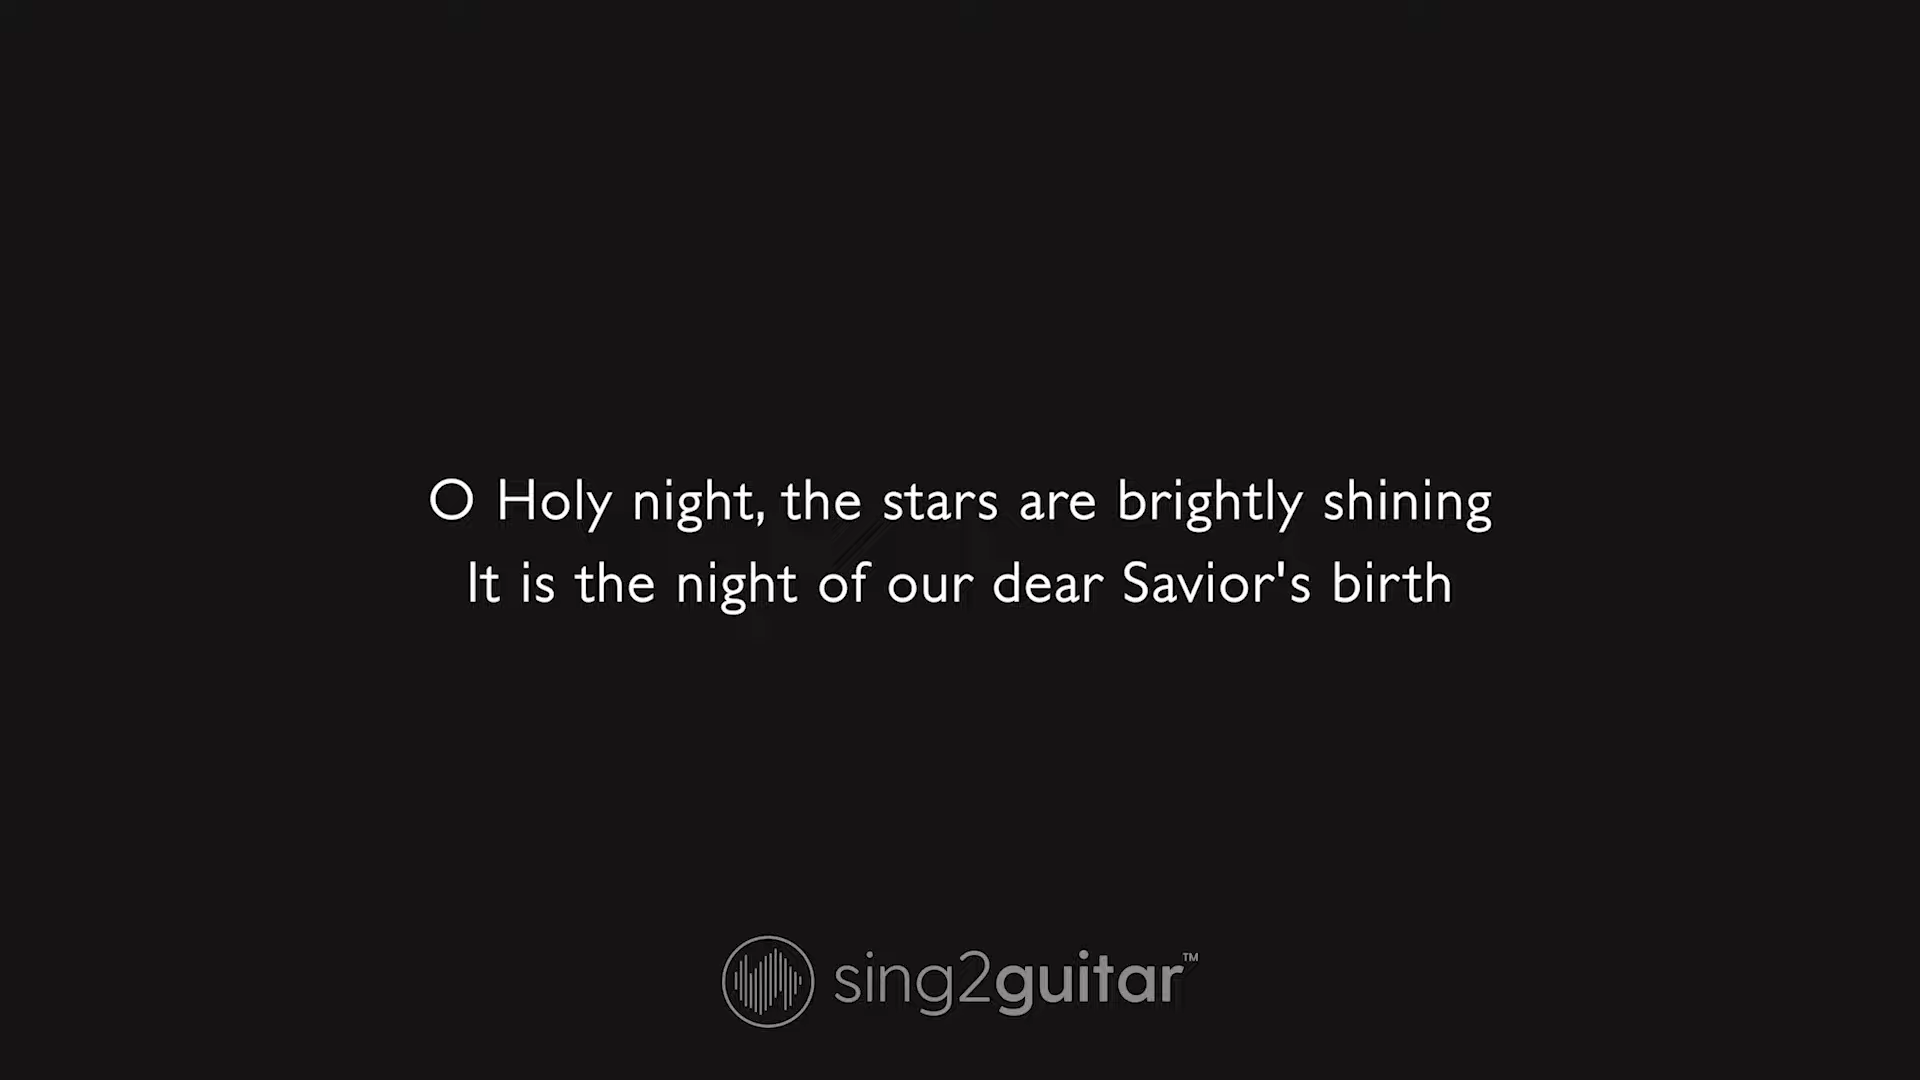 O Holy night, the stars are brightly shining
It is the night of our dear Savior's birth
sing2guitar™